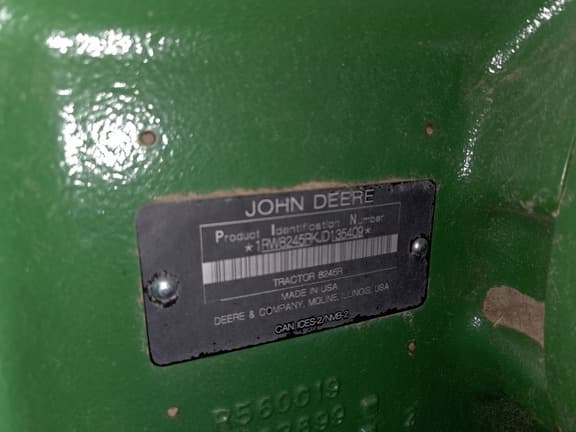 JOHN DEERE
Product Identification Number
*1RW8245RKJD135409*
TRACTOR 8245R
MADE IN USA
DEERE & COMPANY, MOLINE, ILLINOIS, USA
CAN ICES-2/NMB-2
R560019